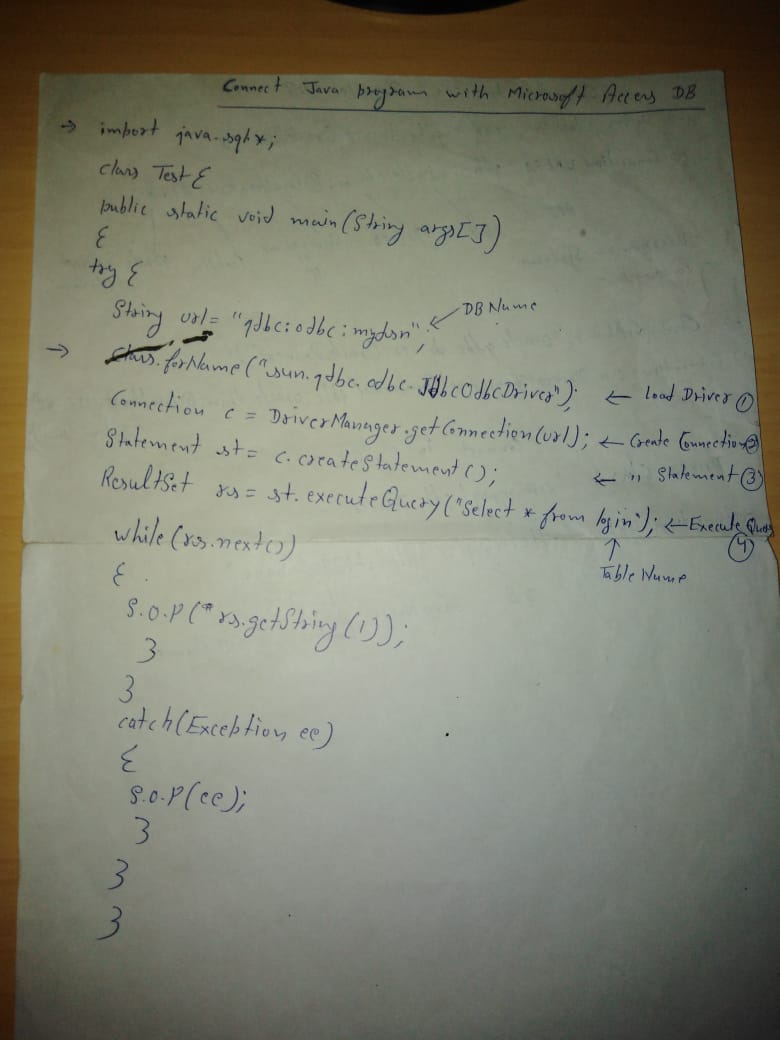 Connect Java program with Microsoft Access DB
→ import java.sql.*;
class Test {
public static void main(String args[])
{
try {
String url = "jdbc:odbc:mydsn"; ← DB Name
→ class.forName("sun.jdbc.odbc.JdbcOdbcDriver"); ← Load Driver ①
Connection c = DriverManager.getConnection(url); ← Create Connection ②
Statement st = c.createStatement(); ← " Statement ③
ResultSet rs = st.executeQuery("Select * from login"); ← Execute Query ④
while(rs.next()) ↑ Table Name
{
S.O.P("rs.getString(1));
}
}
catch(Exception ee)
{
S.O.P(ee);
}
}
}